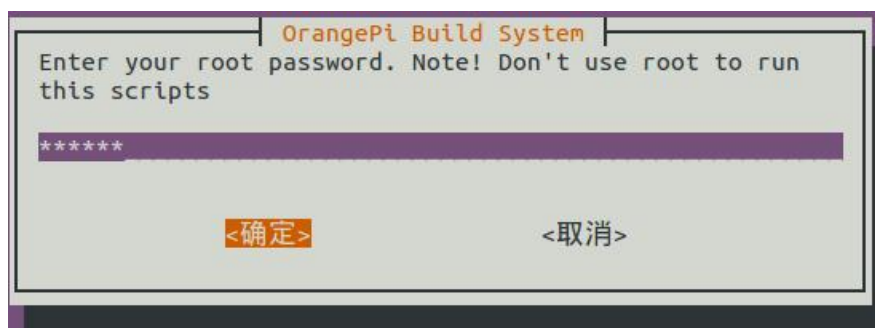 OrangePi Build System
Enter your root password. Note! Don't use root to run
this scripts
******
<确定> <取消>